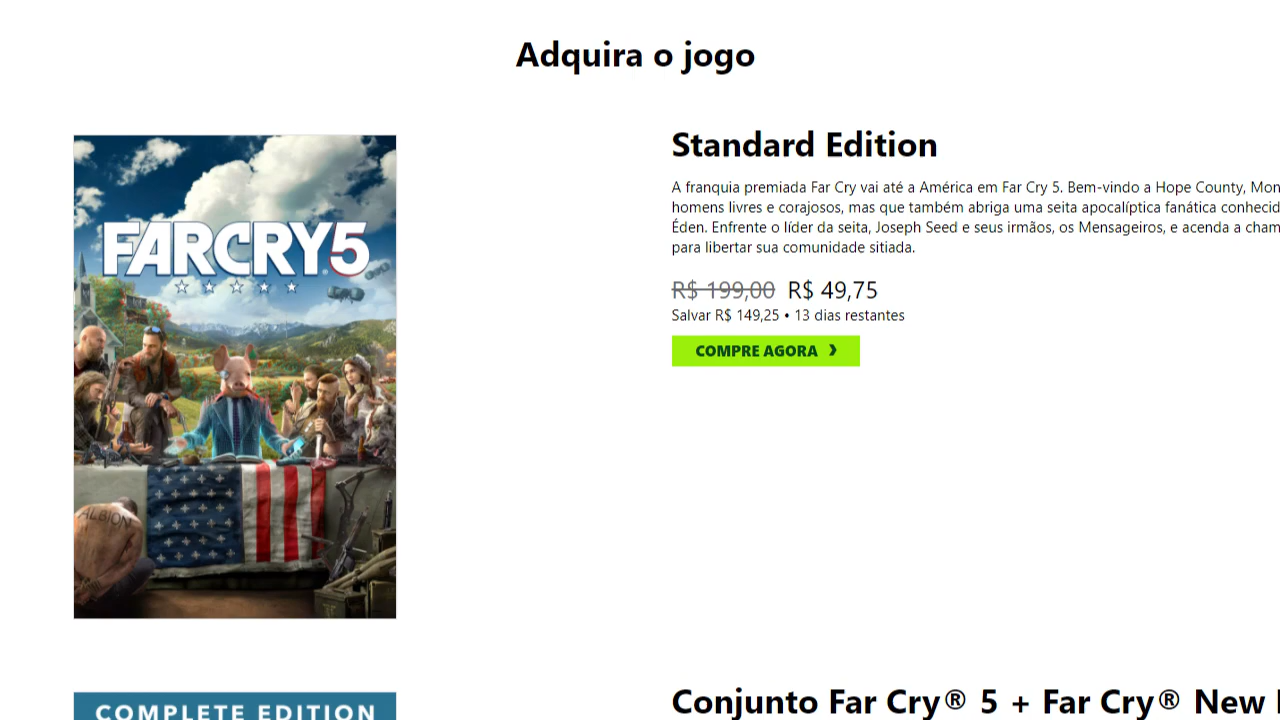 Adquira o jogo
FARCRY5
ALBION
Standard Edition
A franquia premiada Far Cry vai até a América em Far Cry 5. Bem-vindo a Hope County, Mon
homens livres e corajosos, mas que também abriga uma seita apocalíptica fanática conhecid
Éden. Enfrente o líder da seita, Joseph Seed e seus irmãos, os Mensageiros, e acenda a cham
para libertar sua comunidade sitiada.
R$ 199,00 R$ 49,75
Salvar R$ 149,25 • 13 dias restantes
COMPRE AGORA ❯
COMPLETE EDITION
Conjunto Far Cry® 5 + Far Cry® New